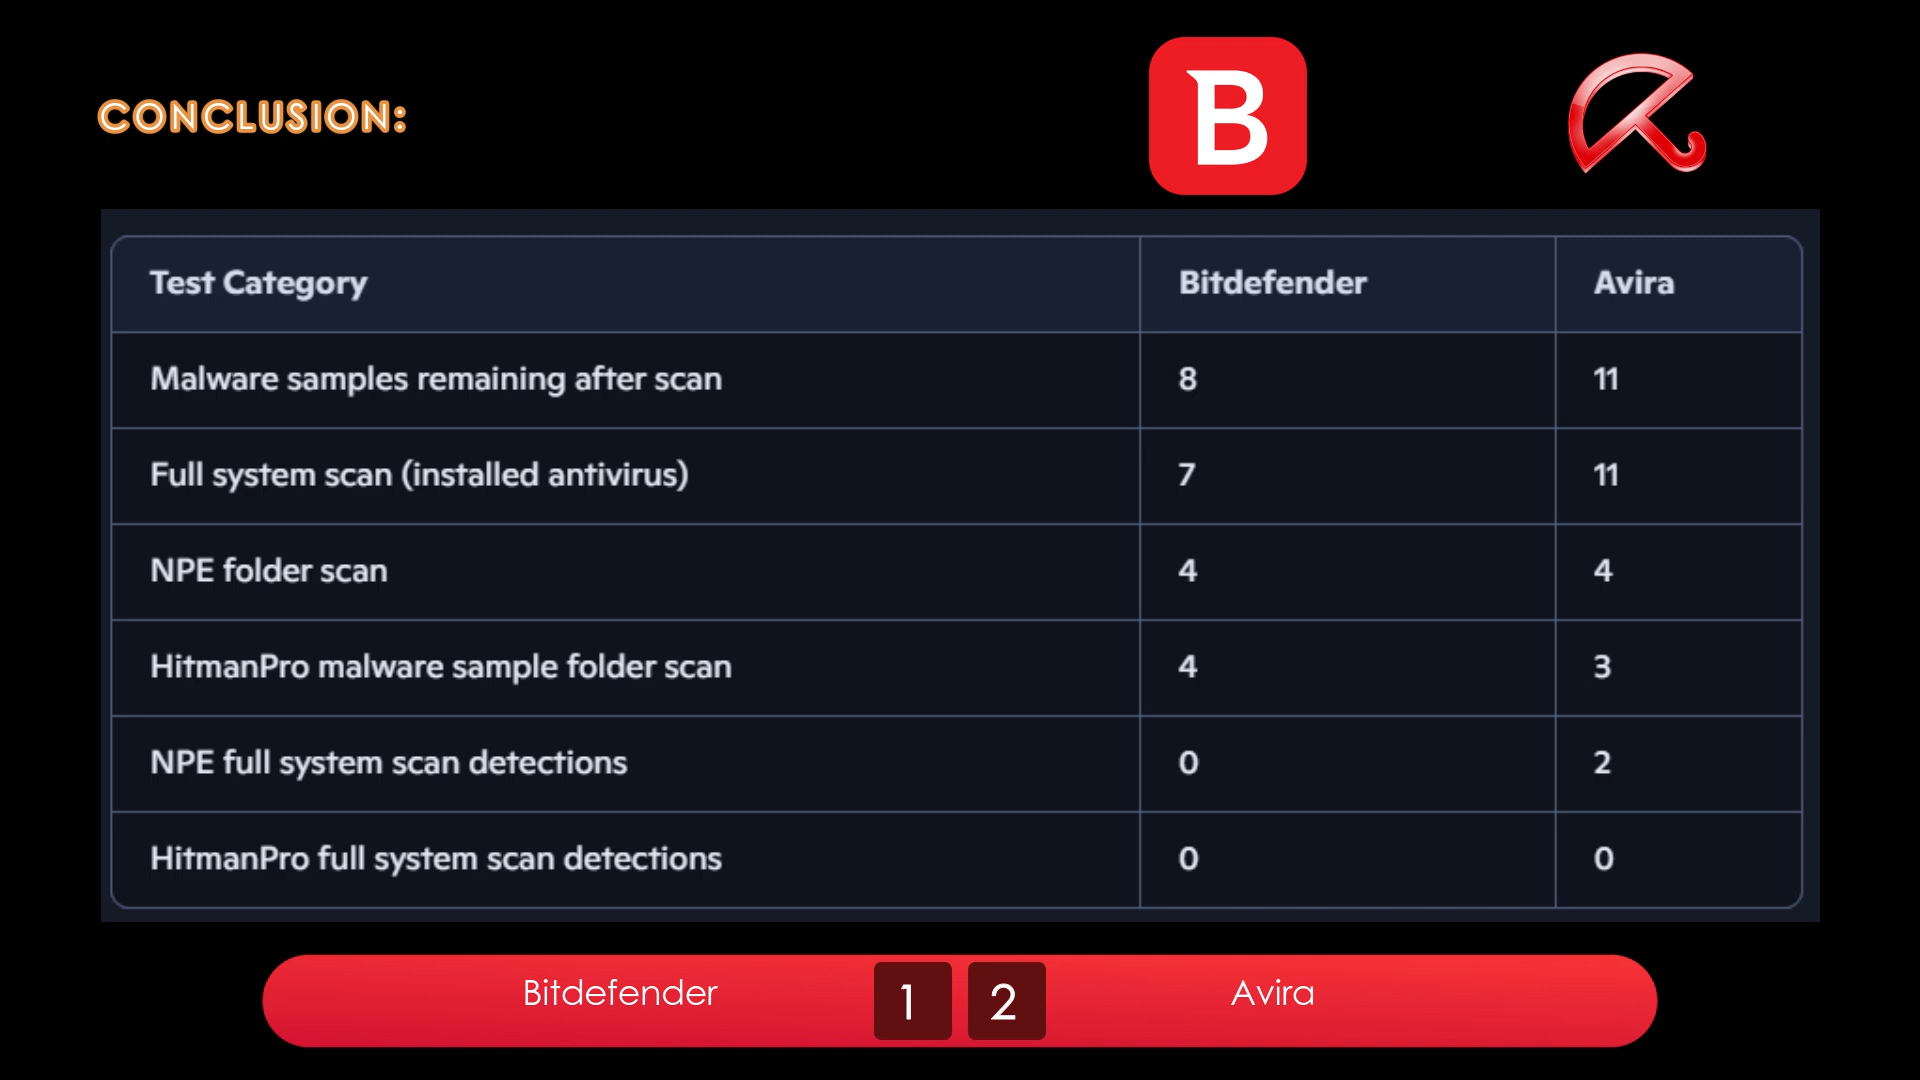 CONCLUSION:
B
Test Category Bitdefender Avira
Malware samples remaining after scan 8 11
Full system scan (installed antivirus) 7 11
NPE folder scan 4 4
HitmanPro malware sample folder scan 4 3
NPE full system scan detections 0 2
HitmanPro full system scan detections 0 0
Bitdefender 1 2 Avira